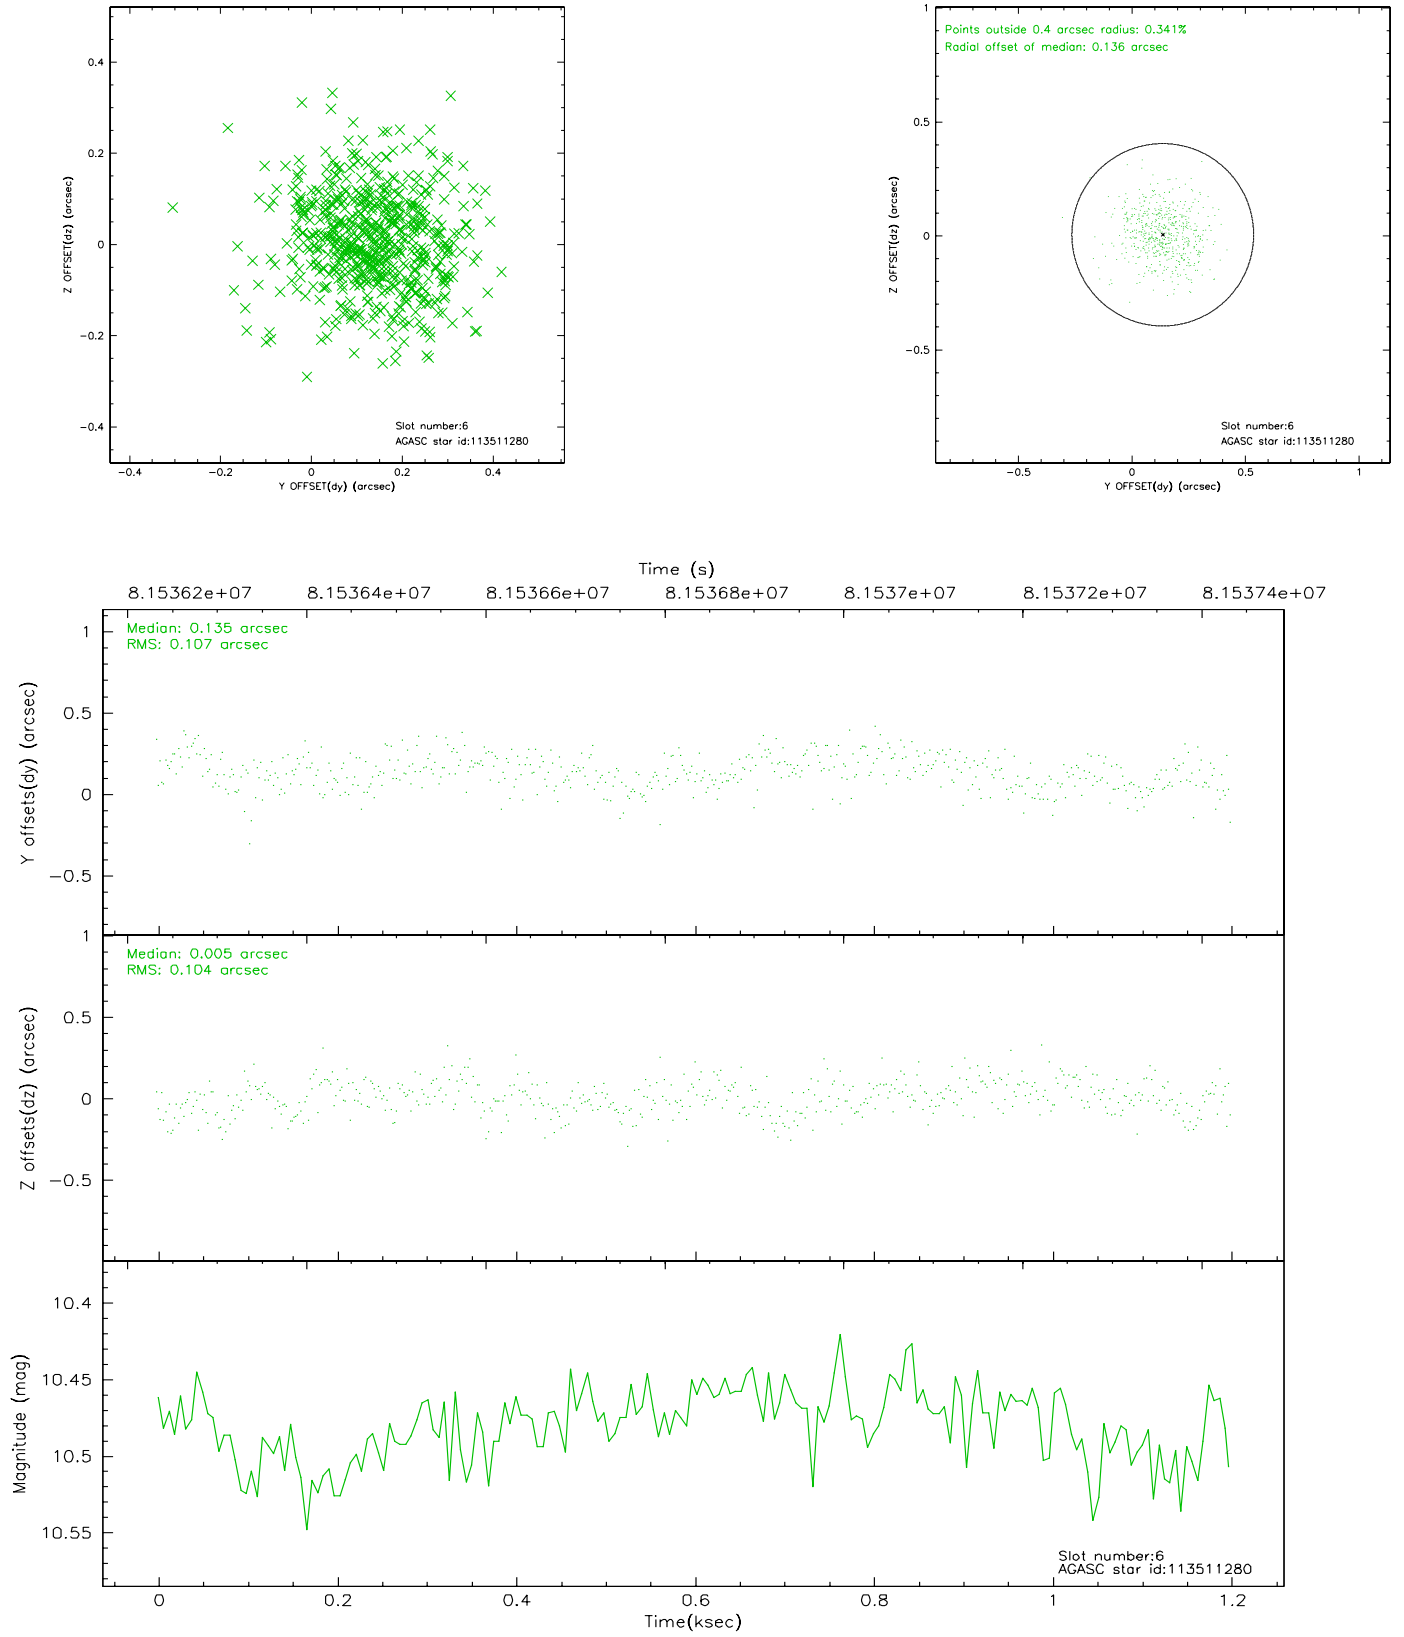 0.4
0.2
0
−0.2
−0.4
−0.4
−0.2
0
0.2
0.4
Z OFFSET(dz) (arcsec)
Y OFFSET(dy) (arcsec)
Slot number:6
AGASC star id:113511280
Points outside 0.4 arcsec radius: 0.341%
Radial offset of median: 0.136 arcsec
1
0.5
0
−0.5
−0.5
0
0.5
1
Z OFFSET(dz) (arcsec)
Y OFFSET(dy) (arcsec)
Slot number:6
AGASC star id:113511280
Time (s)
8.15362e+07
8.15364e+07
8.15366e+07
8.15368e+07
8.1537e+07
8.15372e+07
8.15374e+07
Median: 0.135 arcsec
RMS: 0.107 arcsec
1
0.5
0
−0.5
Y offsets(dy) (arcsec)
Median: 0.005 arcsec
RMS: 0.104 arcsec
1
0.5
0
−0.5
Z offsets(dz) (arcsec)
10.4
10.45
10.5
10.55
Magnitude (mag)
Slot number:6
AGASC star id:113511280
0
0.2
0.4
0.6
0.8
1
1.2
Time(ksec)